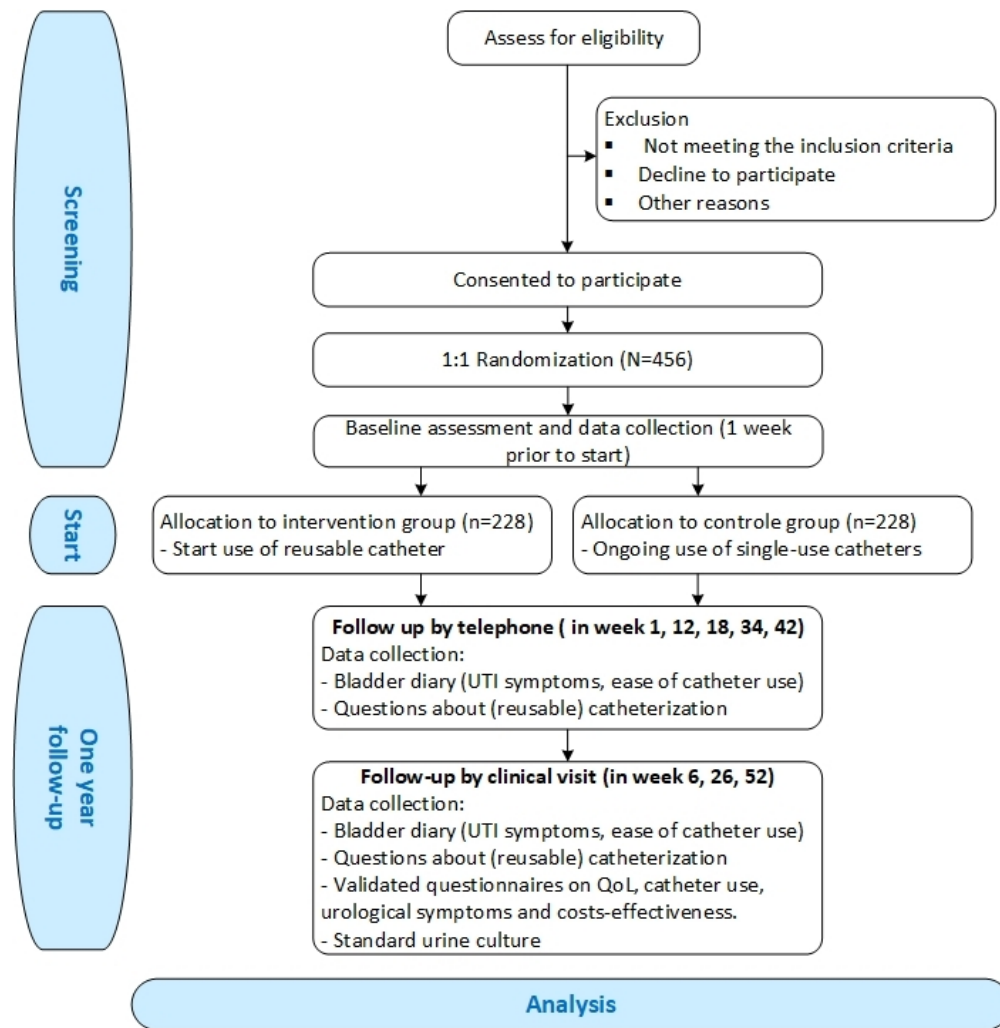 Screening
Assess for eligibility
Exclusion
▪ Not meeting the inclusion criteria
▪ Decline to participate
▪ Other reasons
Consented to participate
1:1 Randomization (N=456)
Baseline assessment and data collection (1 week
prior to start)
Start
Allocation to intervention group (n=228)
- Start use of reusable catheter
Allocation to controle group (n=228)
- Ongoing use of single-use catheters
One year
follow-up
Follow up by telephone ( in week 1, 12, 18, 34, 42)
Data collection:
- Bladder diary (UTI symptoms, ease of catheter use)
- Questions about (reusable) catheterization
Follow-up by clinical visit (in week 6, 26, 52)
Data collection:
- Bladder diary (UTI symptoms, ease of catheter use)
- Questions about (reusable) catheterization
- Validated questionnaires on QoL, catheter use,
urological symptoms and costs-effectiveness.
- Standard urine culture
Analysis